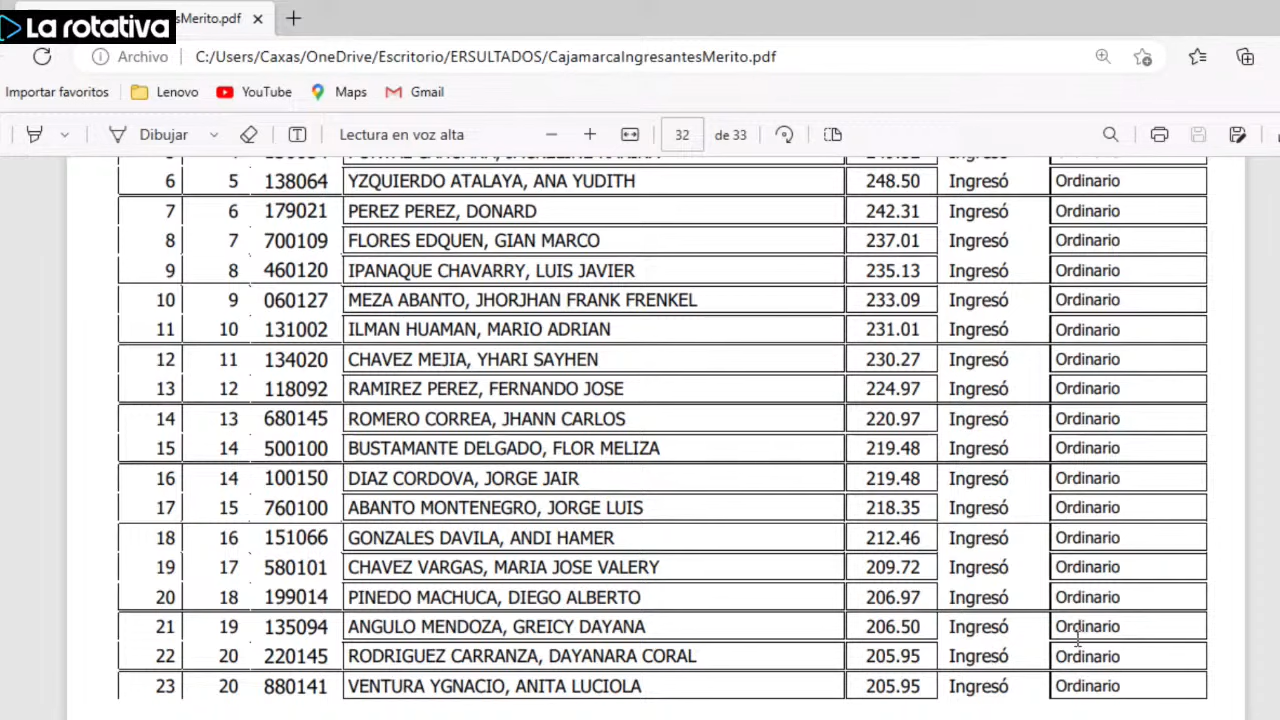 La rotativa
sMerito.pdf
Archivo C:/Users/Caxas/OneDrive/Escritorio/ERSULTADOS/CajamarcaIngresantesMerito.pdf
Importar favoritos Lenovo YouTube Maps Gmail
Dibujar Lectura en voz alta 32 de 33
6 5 138064 YZQUIERDO ATALAYA, ANA YUDITH 248.50 Ingresó Ordinario
7 6 179021 PEREZ PEREZ, DONARD 242.31 Ingresó Ordinario
8 7 700109 FLORES EDQUEN, GIAN MARCO 237.01 Ingresó Ordinario
9 8 460120 IPANAQUE CHAVARRY, LUIS JAVIER 235.13 Ingresó Ordinario
10 9 060127 MEZA ABANTO, JHORJHAN FRANK FRENKEL 233.09 Ingresó Ordinario
11 10 131002 ILMAN HUAMAN, MARIO ADRIAN 231.01 Ingresó Ordinario
12 11 134020 CHAVEZ MEJIA, YHARI SAYHEN 230.27 Ingresó Ordinario
13 12 118092 RAMIREZ PEREZ, FERNANDO JOSE 224.97 Ingresó Ordinario
14 13 680145 ROMERO CORREA, JHANN CARLOS 220.97 Ingresó Ordinario
15 14 500100 BUSTAMANTE DELGADO, FLOR MELIZA 219.48 Ingresó Ordinario
16 14 100150 DIAZ CORDOVA, JORGE JAIR 219.48 Ingresó Ordinario
17 15 760100 ABANTO MONTENEGRO, JORGE LUIS 218.35 Ingresó Ordinario
18 16 151066 GONZALES DAVILA, ANDI HAMER 212.46 Ingresó Ordinario
19 17 580101 CHAVEZ VARGAS, MARIA JOSE VALERY 209.72 Ingresó Ordinario
20 18 199014 PINEDO MACHUCA, DIEGO ALBERTO 206.97 Ingresó Ordinario
21 19 135094 ANGULO MENDOZA, GREICY DAYANA 206.50 Ingresó Ordinario
22 20 220145 RODRIGUEZ CARRANZA, DAYANARA CORAL 205.95 Ingresó Ordinario
23 20 880141 VENTURA YGNACIO, ANITA LUCIOLA 205.95 Ingresó Ordinario